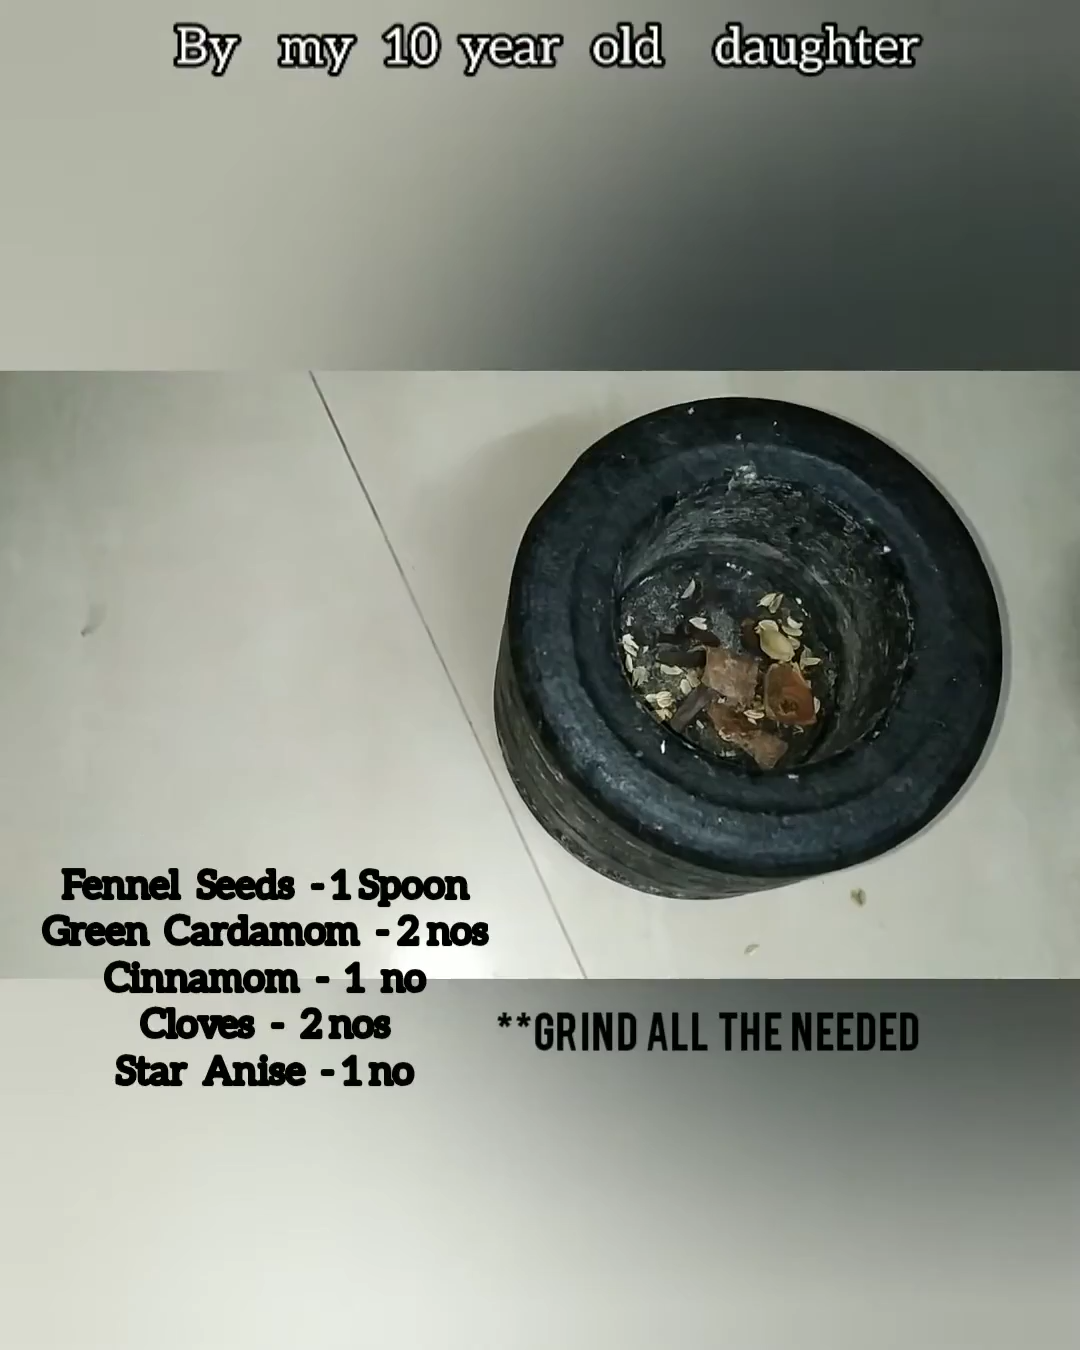 By my 10 year old daughter
Fennel Seeds - 1 Spoon
Green Cardamom - 2 nos
Cinnamom - 1 no
Cloves - 2 nos
Star Anise - 1 no
**GRIND ALL THE NEEDED